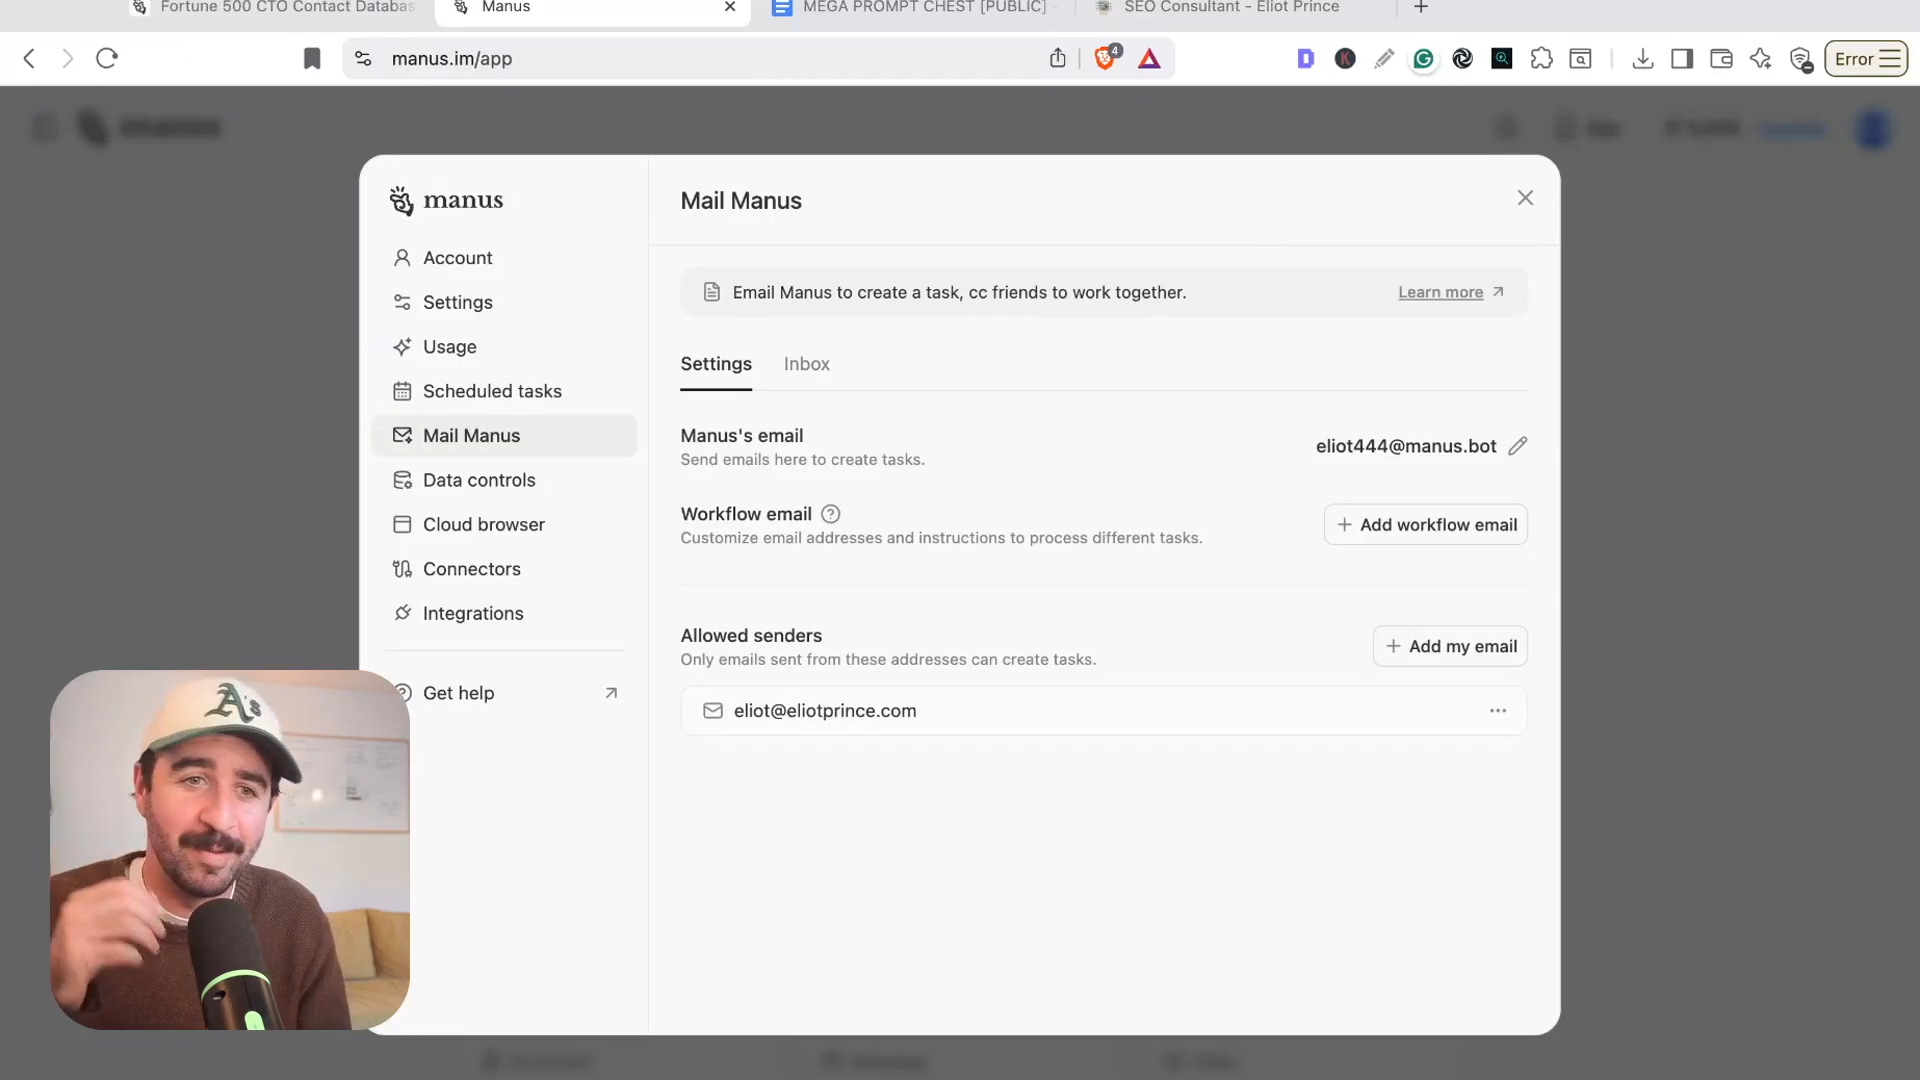 Fortune 500 CTO Contact Databas
Manus
MEGA PROMPT CHEST [PUBLIC] -
SEO Consultant - Eliot Prince
manus.im/app
4
Error
manus
Mail Manus
Account
Settings
Usage
Scheduled tasks
Mail Manus
Data controls
Cloud browser
Connectors
Integrations
Get help
Email Manus to create a task, cc friends to work together.
Learn more
Settings
Inbox
Manus's email
Send emails here to create tasks.
eliot444@manus.bot
Workflow email
Customize email addresses and instructions to process different tasks.
+ Add workflow email
Allowed senders
Only emails sent from these addresses can create tasks.
+ Add my email
eliot@eliotprince.com
A's